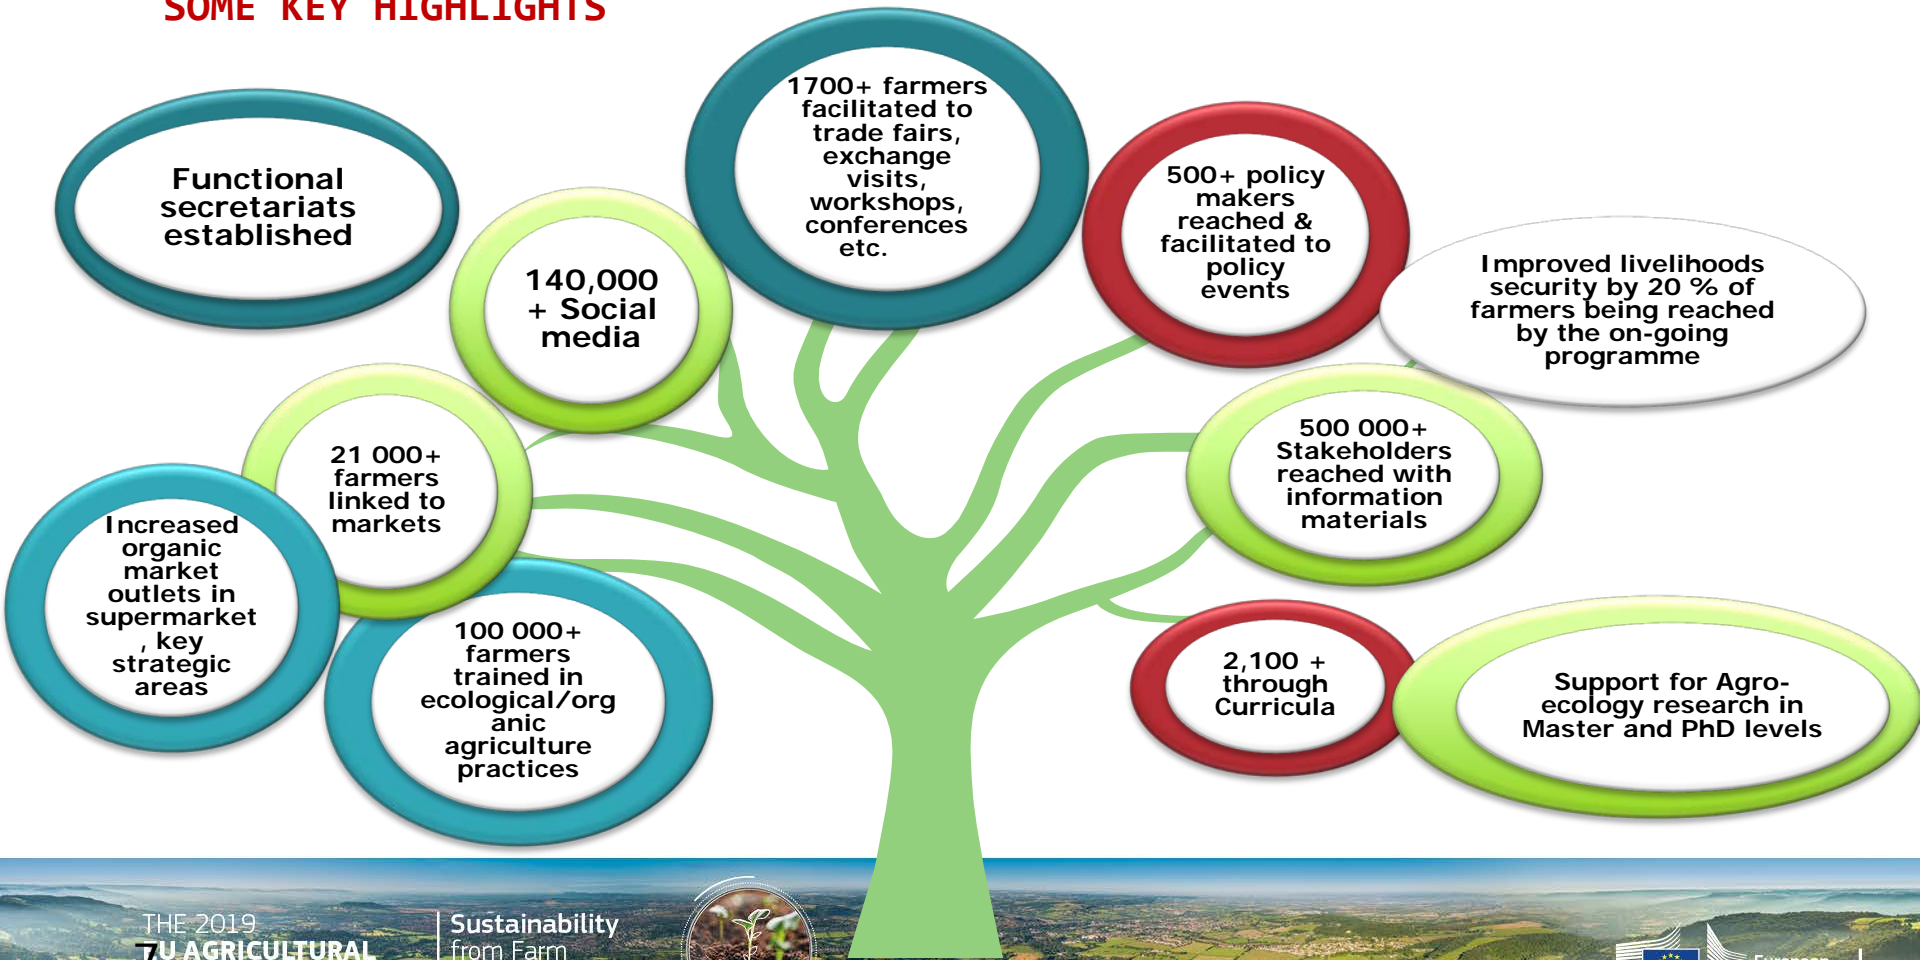 SOME KEY HIGHLIGHTS
Functional
secretariats
established
140,000
+ Social
media
1700+ farmers
facilitated to
trade fairs,
exchange
visits,
workshops,
conferences
etc.
500+ policy
makers
reached &
facilitated to
policy
events
Improved livelihoods
security by 20 % of
farmers being reached
by the on-going
programme
21 000+
farmers
linked to
markets
500 000+
Stakeholders
reached with
information
materials
Increased
organic
market
outlets in
supermarket
, key
strategic
areas
100 000+
farmers
trained in
ecological/org
anic
agriculture
practices
2,100 +
through
Curricula
Support for Agro-
ecology research in
Master and PhD levels
THE 2019
U AGRICULTURAL
7
Sustainability
from Farm
European